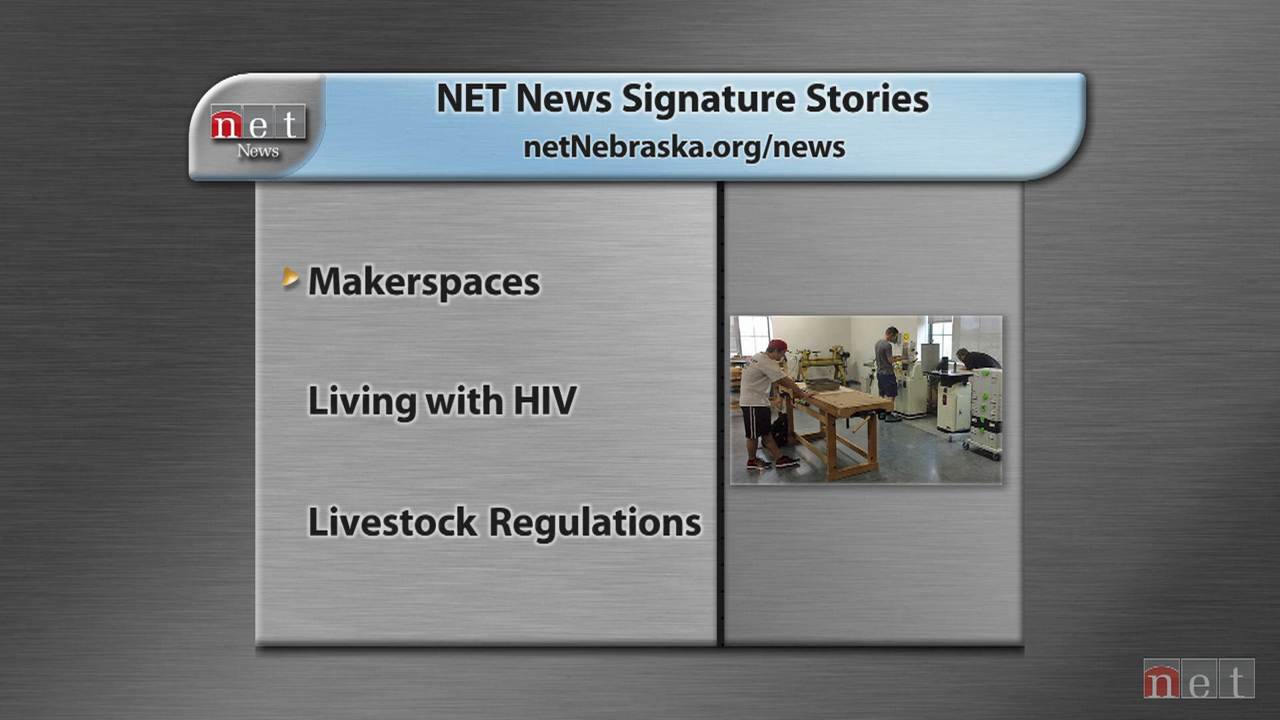 NET News Signature Stories
netNebraska.org/news
net
News
Makerspaces
Living with HIV
Livestock Regulations
net